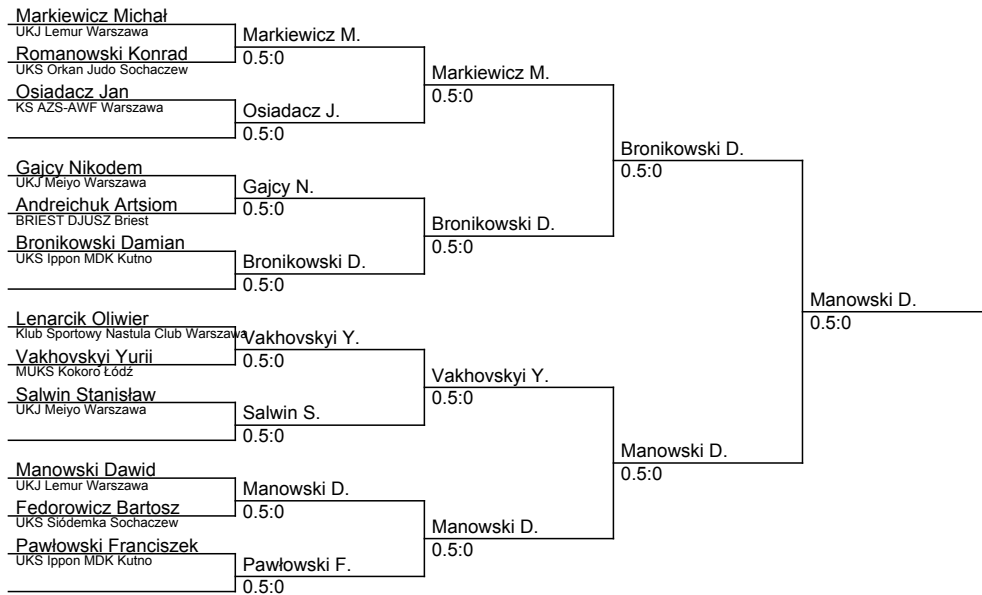 Markiewicz Michał
UKJ Lemur Warszawa
Romanowski Konrad
UKS Orkan Judo Sochaczew
Osiadacz Jan
KS AZS-AWF Warszawa
Gajcy Nikodem
UKJ Meiyo Warszawa
Andreichuk Artsiom
BRIEST DJUSZ Briest
Bronikowski Damian
UKS Ippon MDK Kutno
Lenarcik Oliwier
Klub Sportowy Nastula Club Warszawa
Vakhovskyi Yurii
MUKS Kokoro Łódź
Salwin Stanisław
UKJ Meiyo Warszawa
Manowski Dawid
UKJ Lemur Warszawa
Fedorowicz Bartosz
UKS Siódemka Sochaczew
Pawłowski Franciszek
UKS Ippon MDK Kutno
Markiewicz M.
0.5:0
Osiadacz J.
0.5:0
Gajcy N.
0.5:0
Bronikowski D.
0.5:0
Vakhovskyi Y.
0.5:0
Salwin S.
0.5:0
Manowski D.
0.5:0
Pawłowski F.
0.5:0
Markiewicz M.
0.5:0
Bronikowski D.
0.5:0
Vakhovskyi Y.
0.5:0
Manowski D.
0.5:0
Bronikowski D.
0.5:0
Manowski D.
0.5:0
Manowski D.
0.5:0